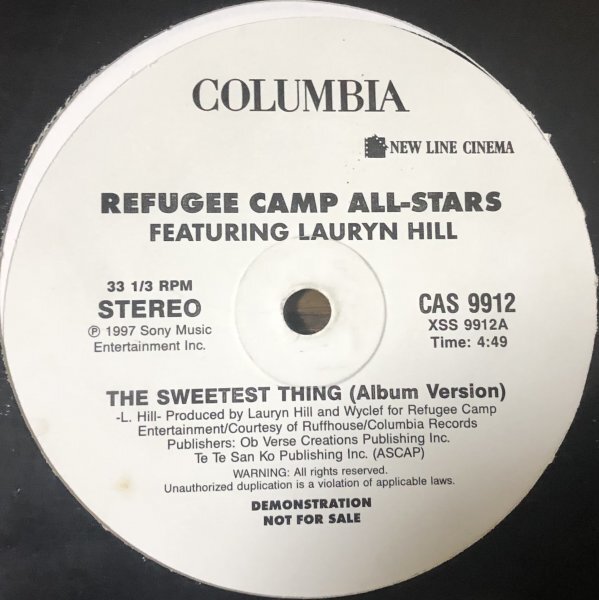 COLUMBIA
NEW LINE CINEMA
REFUGEE CAMP ALL-STARS
FEATURING LAURYN HILL
33 1/3 RPM
STEREO
℗ 1997 Sony Music
Entertainment Inc.
CAS 9912
XSS 9912A
Time: 4:49
THE SWEETEST THING (Album Version)
-L. Hill- Produced by Lauryn Hill and Wyclef for Refugee Camp
Entertainment/Courtesy of Ruffhouse/Columbia Records
Publishers: Ob Verse Creations Publishing Inc.
Te Te San Ko Publishing Inc. (ASCAP)
WARNING: All rights reserved.
Unauthorized duplication is a violation of applicable laws.
DEMONSTRATION
NOT FOR SALE